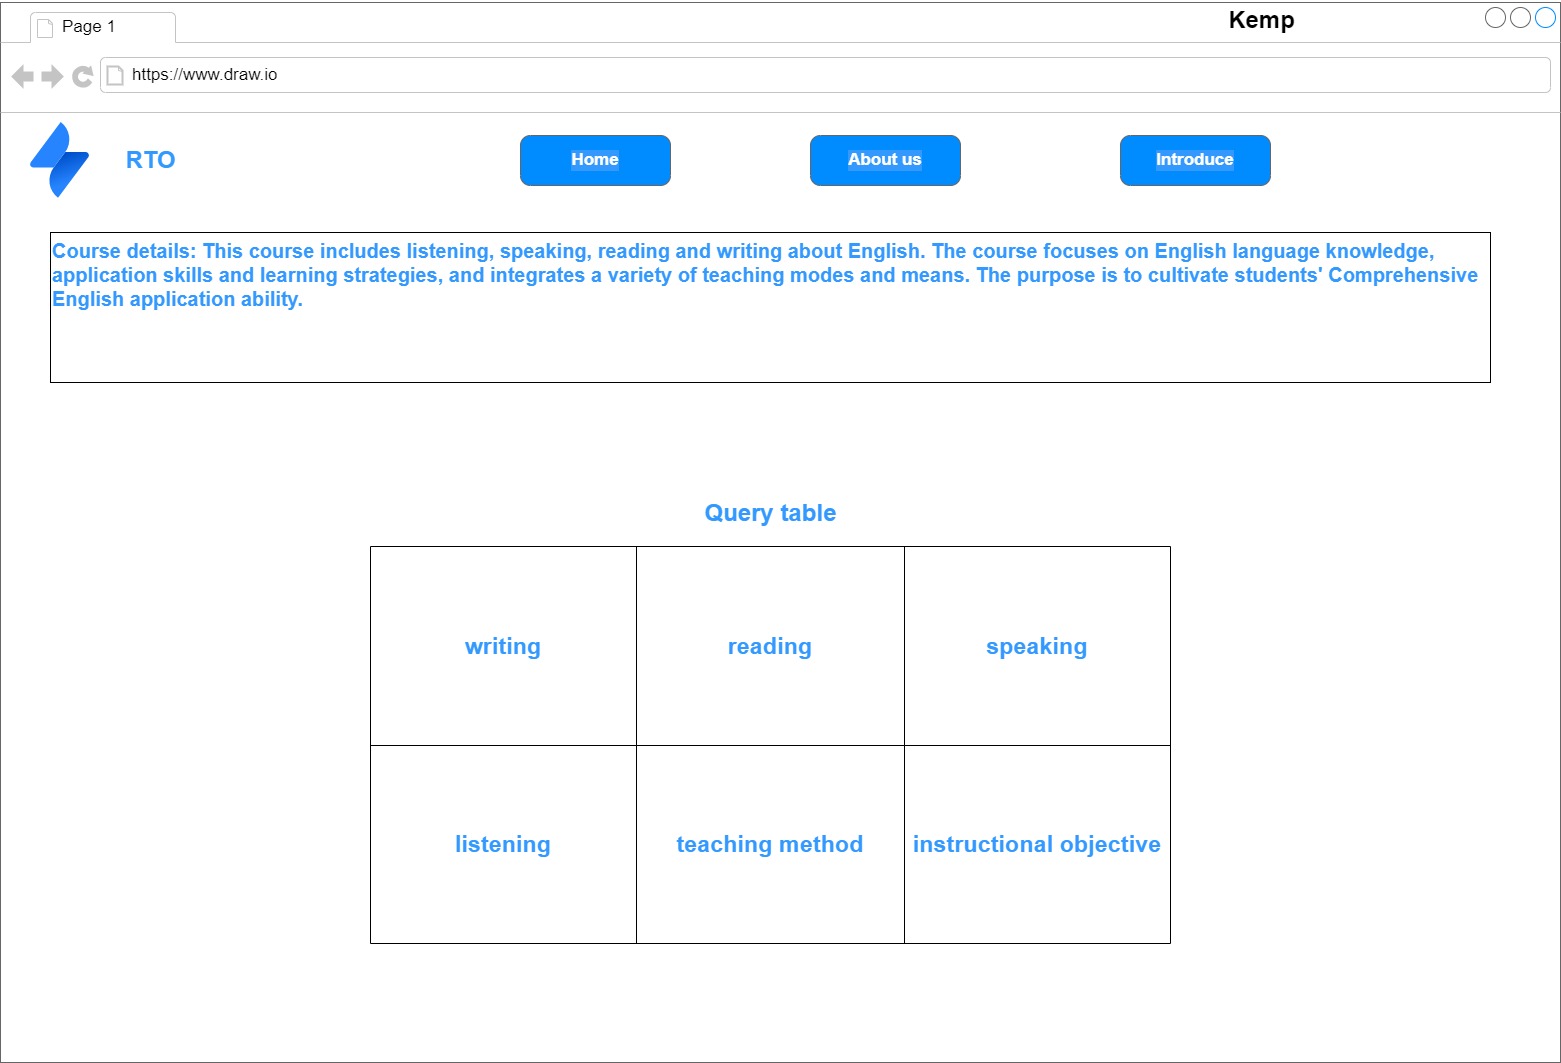 Page 1
Kemp
https://www.draw.io
RTO
Home
About us
Introduce
Course details: This course includes listening, speaking, reading and writing about English. The course focuses on English language knowledge,
application skills and learning strategies, and integrates a variety of teaching modes and means. The purpose is to cultivate students' Comprehensive
English application ability.
Query table
writing
reading
speaking
listening
teaching method
instructional objective